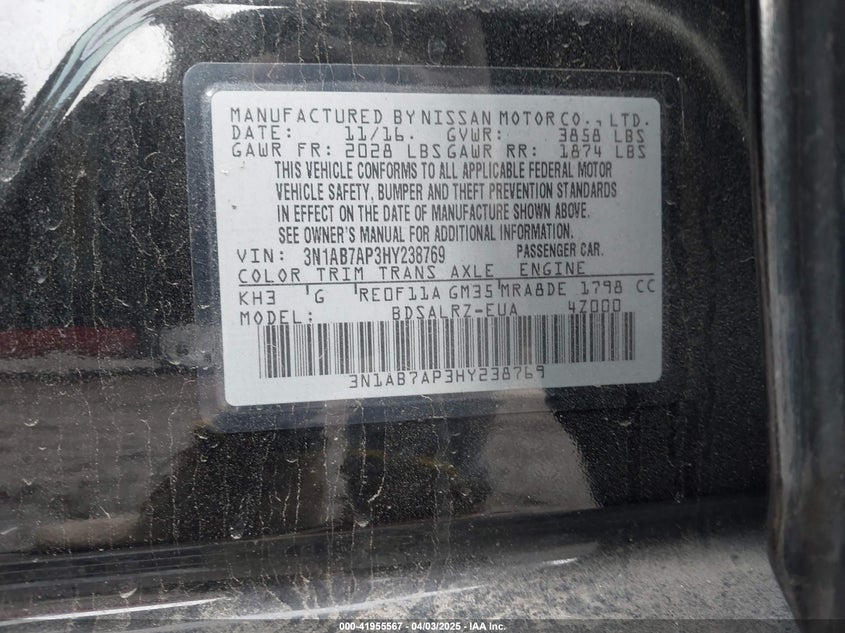 MANUFACTURED BY NISSAN MOTOR CO., LTD.
DATE: 11/16. GVWR: 3858 LBS
GAWR FR: 2028 LBS GAWR RR: 1874 LBS
THIS VEHICLE CONFORMS TO ALL APPLICABLE FEDERAL MOTOR
VEHICLE SAFETY, BUMPER AND THEFT PREVENTION STANDARDS
IN EFFECT ON THE DATE OF MANUFACTURE SHOWN ABOVE.
SEE OWNER'S MANUAL FOR ADDITIONAL INFORMATION.
VIN: 3N1AB7AP3HY238769 PASSENGER CAR.
COLOR TRIM TRANS AXLE ENGINE
KH3 G RE0F11A GM35 MRA8DE 1798 CC
MODEL: BDSALRZ-EUA 4Z000
3N1AB7AP3HY238769
000-41955567 - 04/03/2025 - IAA Inc.